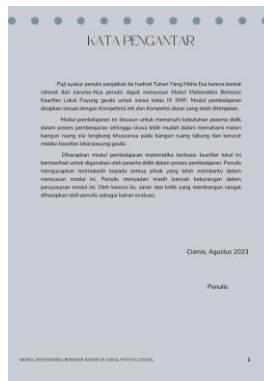 KATA PENGANTAR
Puji syukur penulis panjatkan ke hadirat Tuhan Yang Maha Esa karena berkat
rahmat dan karunia-Nya penulis dapat menyusun Modul Matematika Berbasis
Kearifan Lokal Payung geulis untuk siswa kelas IX SMP. Modul pembelajaran
disajikan sesuai dengan Kompetensi inti dan Kompetensi dasar yang telah ditetapkan.
Modul pembelajaran ini disusun untuk memenuhi kebutuhan peserta didik
dalam proses pembelajaran sehingga siswa lebih mudah dalam memahami materi
bangun ruang sisi lengkung khususnya pada bangun ruang tabung dan kerucut
melalui kearifan lokal payung geulis.
Diharapkan modul pembelajaran matematika berbasis kearifan lokal ini
bermanfaat untuk digunakan oleh peserta didik dalam proses pembelajaran. Penulis
mengucapkan terimakasih kepada semua pihak yang telah membantu dalam
menyusun modul ini. Penulis menyadari masih banyak kekurangan dalam
penyusunan modul ini. Oleh karena itu, saran dan kritik yang membangun sangat
diharapkan oleh penulis sebagai bahan evaluasi.
Ciamis, Agustus 2023
Penulis
MODUL MATEMATIKA BERBASIS KEARIFAN LOKAL PAYUNG GEULIS
i